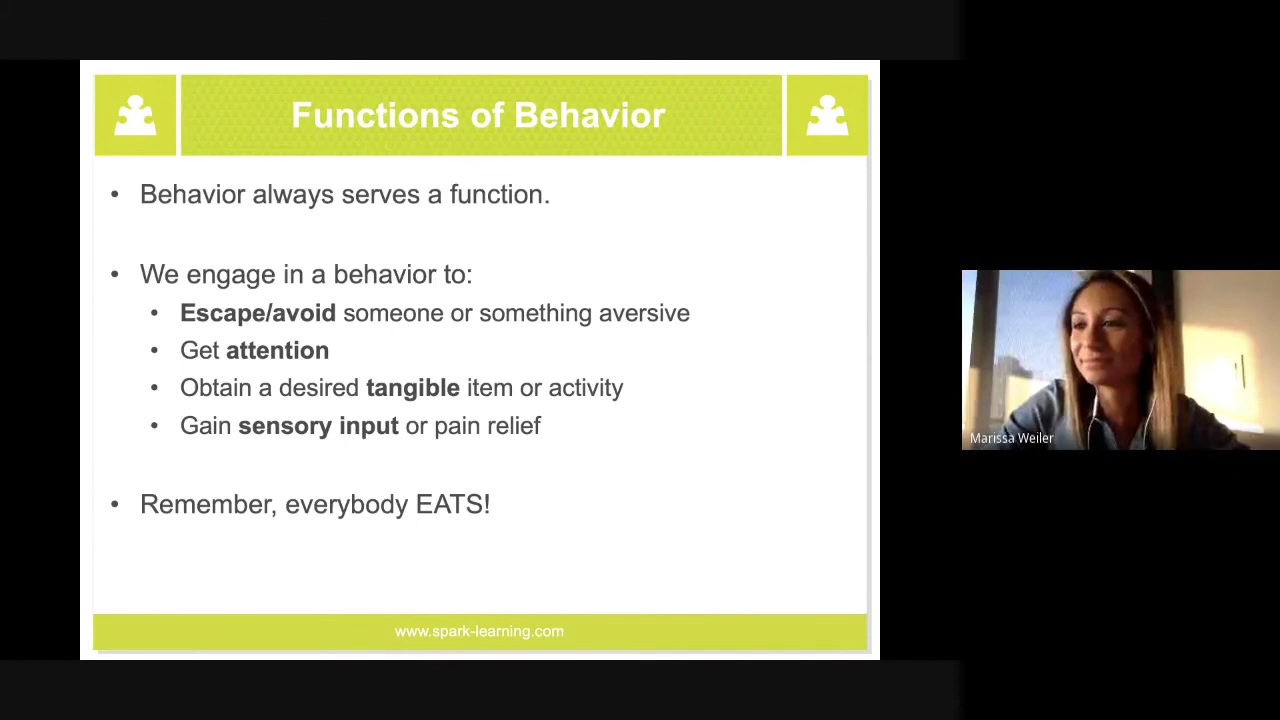 Functions of Behavior
• Behavior always serves a function.
• We engage in a behavior to:
• Escape/avoid someone or something aversive
• Get attention
• Obtain a desired tangible item or activity
• Gain sensory input or pain relief
• Remember, everybody EATS!
www.spark-learning.com
Marissa Weiler